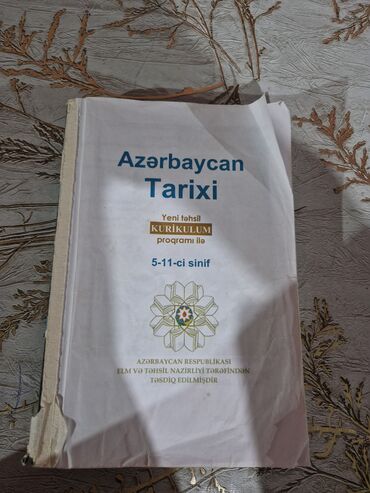 Azərbaycan
Tarixi
Yeni təhsil
KURİKULUM
proqramı ilə
5-11-ci sinif
AZƏRBAYCAN RESPUBLİKASI
ELM VƏ TƏHSİL NAZİRLİYİ TƏRƏFİNDƏN
TƏSDİQ EDİLMİŞDİR